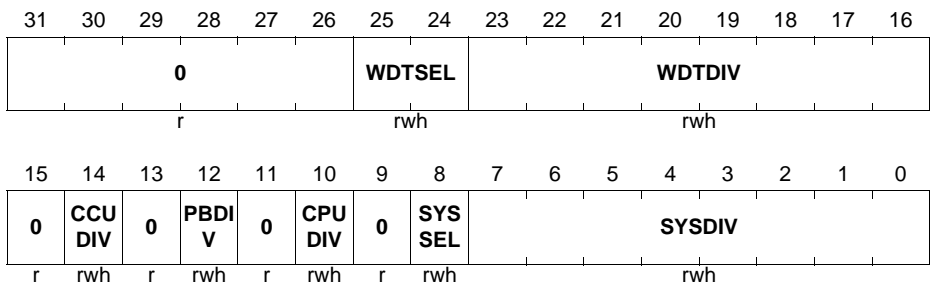 31 30 29 28 27 26 25 24 23 22 21 20 19 18 17 16
0 WDTSEL WDTDIV
r rwh rwh
15 14 13 12 11 10 9 8 7 6 5 4 3 2 1 0
0 CCU DIV 0 PBDI V 0 CPU DIV 0 SYS SEL SYSDIV
r rwh r rwh r rwh r rwh rwh